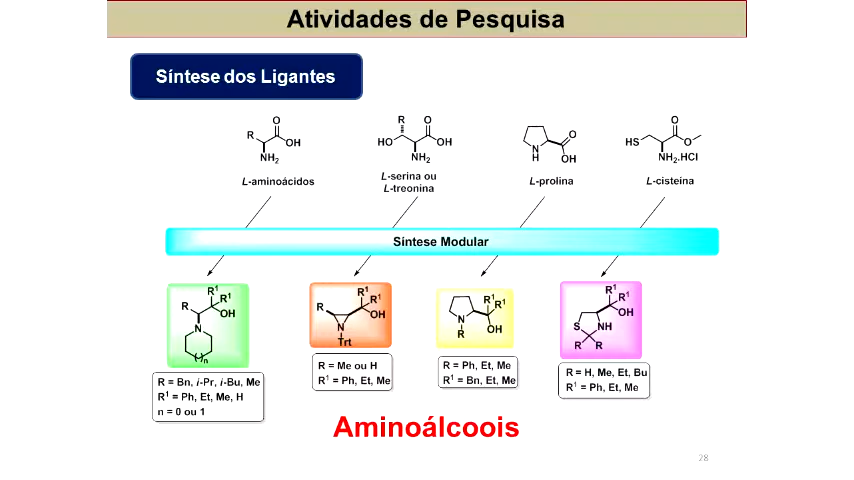 Atividades de Pesquisa
Síntese dos Ligantes
R O OH NH2
HO R O OH NH2
N H O OH
HS O O NH2.HCl
L-aminoácidos
L-serina ou
L-treonina
L-prolina
L-cisteína
Síntese Modular
R R1 R1 OH N ( )n
R R1 R1 OH N Trt
R1 R1 N OH R
R1 R1 OH S NH R R
R = Bn, i-Pr, i-Bu, Me
R1 = Ph, Et, Me, H
n = 0 ou 1
R = Me ou H
R1 = Ph, Et, Me
R = Ph, Et, Me
R1 = Bn, Et, Me
R = H, Me, Et, Bu
R1 = Ph, Et, Me
Aminoálcoois
28